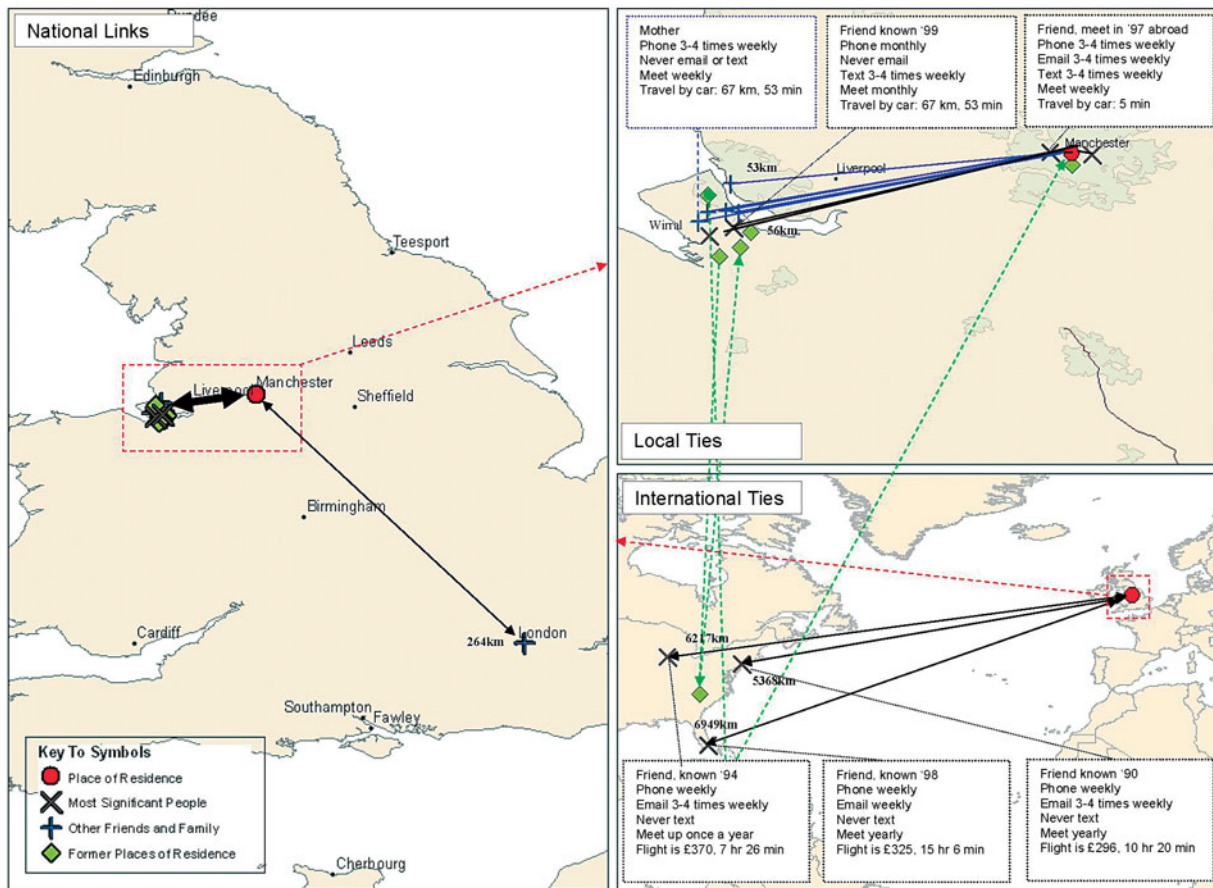 National Links
Dundee
Edinburgh
Teesport
Leeds
Liverpool
Manchester
Sheffield
Birmingham
Cardiff
264km
London
Southampton
Fawley
Cherbourg
Key To Symbols
Place of Residence
Most Significant People
Other Friends and Family
Former Places of Residence
Mother
Phone 3-4 times weekly
Never email or text
Meet weekly
Travel by car: 67 km, 53 min
Friend known '99
Phone monthly
Never email
Text 3-4 times weekly
Meet monthly
Travel by car: 67 km, 53 min
Friend, meet in '97 abroad
Phone 3-4 times weekly
Email 3-4 times weekly
Text 3-4 times weekly
Meet weekly
Travel by car: 5 min
Manchester
53km
Liverpool
Wirral
56km
Local Ties
International Ties
6217km
5368km
6949km
Friend, known '94
Phone weekly
Email 3-4 times weekly
Never text
Meet up once a year
Flight is £370, 7 hr 26 min
Friend, known '98
Phone weekly
Email weekly
Never text
Meet yearly
Flight is £325, 15 hr 6 min
Friend known '90
Phone weekly
Email 3-4 times weekly
Never text
Meet yearly
Flight is £296, 10 hr 20 min